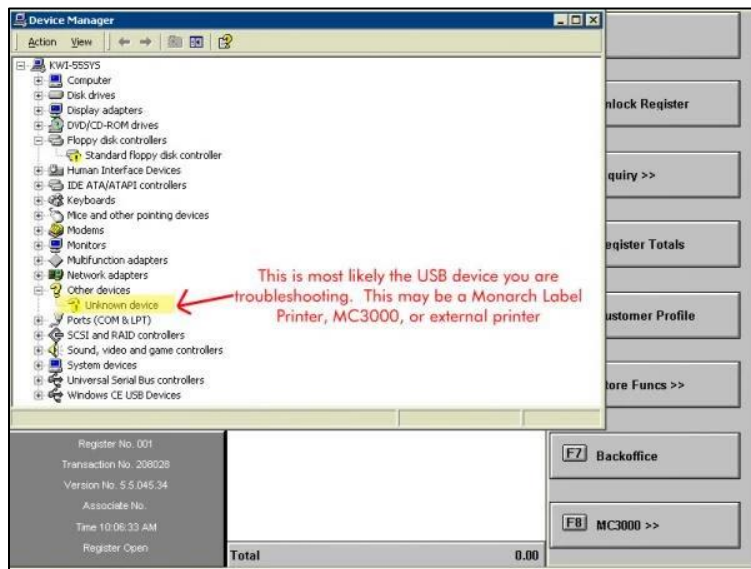 Device Manager
Action View
KWI-555YS
Computer
Disk drives
Display adapters
DVD/CD-ROM drives
Floppy disk controllers
Standard floppy disk controller
Human Interface Devices
IDE ATA/ATAPI controllers
Keyboards
Mice and other pointing devices
Modems
Monitors
Multifunction adapters
Network adapters
Other devices
Unknown device
Ports (COM & LPT)
SCSI and RAID controllers
Sound, video and game controllers
System devices
Universal Serial Bus controllers
Windows CE USB Devices
This is most likely the USB device you are
troubleshooting. This may be a Monarch Label
Printer, MC3000, or external printer
nlock Register
quiry >>
egister Totals
ustomer Profile
tore Funcs >>
F7 Backoffice
F8 MC3000 >>
Register No. 001
Transaction No. 208028
Version No. 5.5.045.34
Associate No.
Time 10:06:33 AM
Register Open
Total 0.00